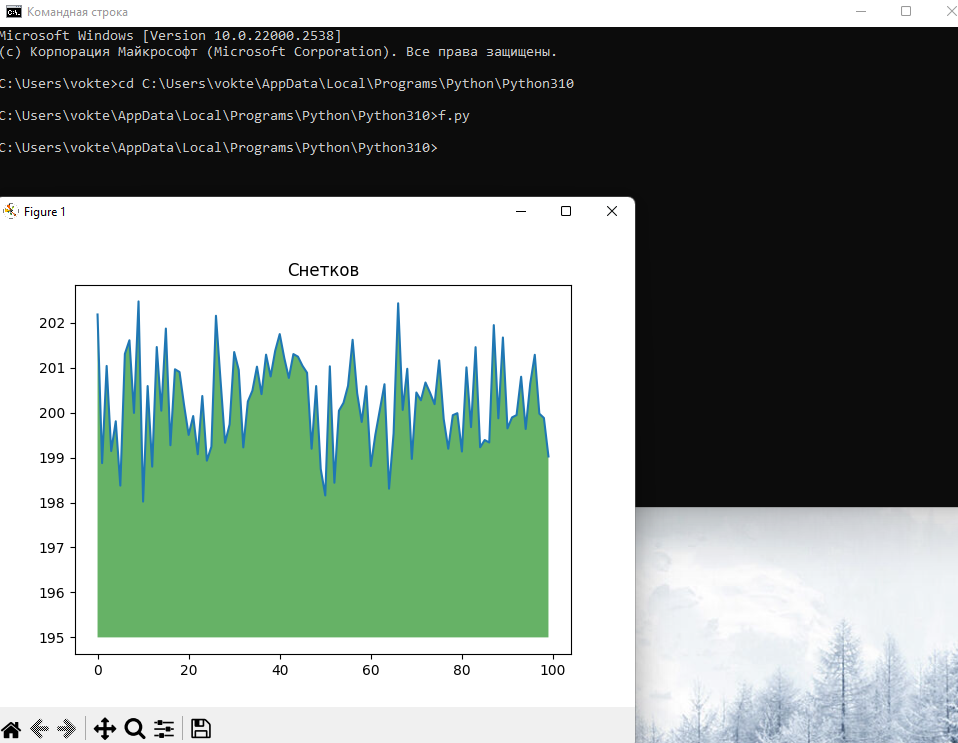 Командная строка
Microsoft Windows [Version 10.0.22000.2538]
(c) Корпорация Майкрософт (Microsoft Corporation). Все права защищены.
C:\Users\vokte>cd C:\Users\vokte\AppData\Local\Programs\Python\Python310
C:\Users\vokte\AppData\Local\Programs\Python\Python310>f.py
C:\Users\vokte\AppData\Local\Programs\Python\Python310>
Figure 1
Снетков
202
201
200
199
198
197
196
195
0 20 40 60 80 100